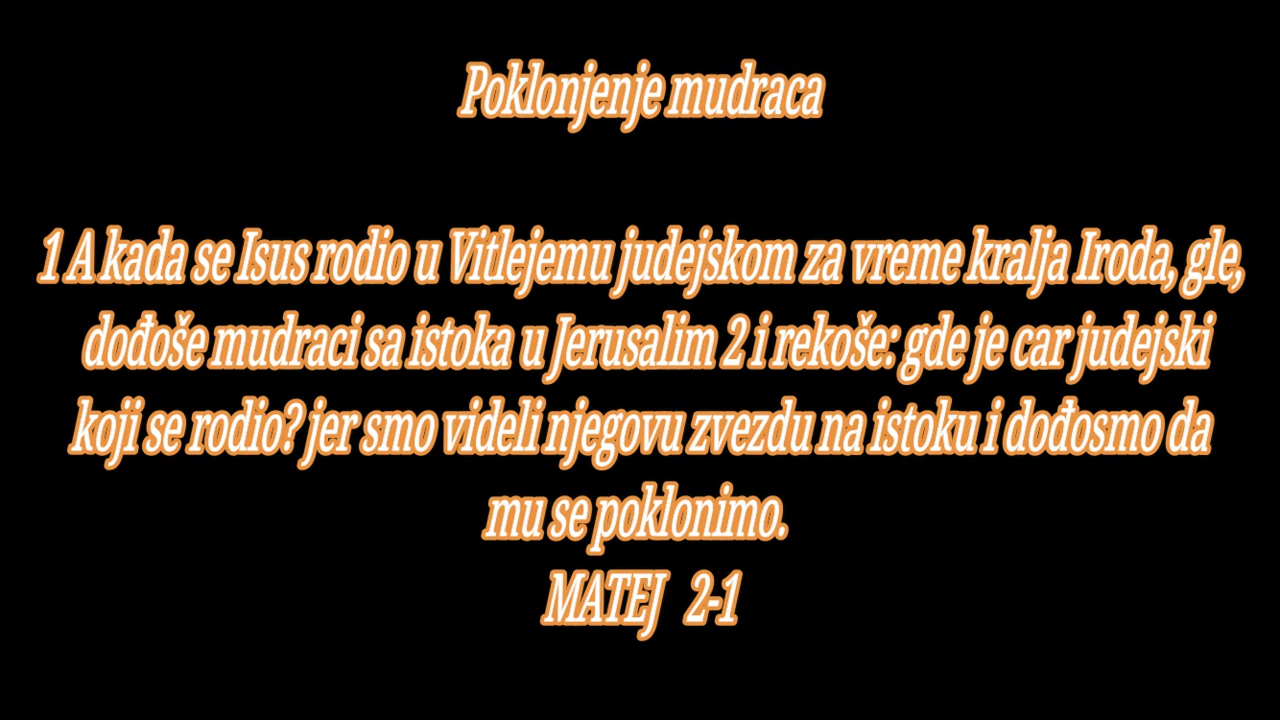 Poklonjenje mudraca
1 A kada se Isus rodio u Vitlejemu judejskom za vreme kralja Iroda, gle,
dođoše mudraci sa istoka u Jerusalim 2 i rekoše: gde je car judejski
koji se rodio? jer smo videli njegovu zvezdu na istoku i dođosmo da
mu se poklonimo.
MATEJ 2-1